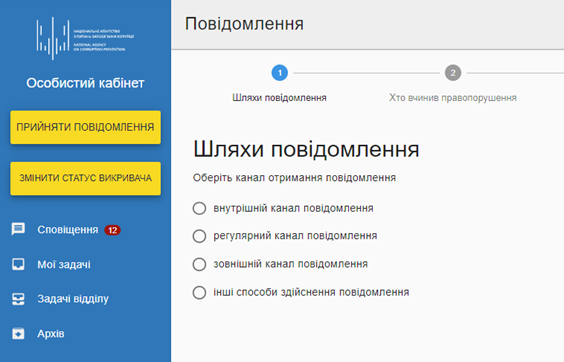 НАЦІОНАЛЬНЕ АГЕНТСТВО
З ПИТАНЬ ЗАПОБІГАННЯ КОРУПЦІЇ
NATIONAL AGENCY
ON CORRUPTION PREVENTION
Особистий кабінет
ПРИЙНЯТИ ПОВІДОМЛЕННЯ
ЗМІНИТИ СТАТУС ВИКРИВАЧА
Сповіщення 12
Мої задачі
Задачі відділу
Архів
Повідомлення
1 2
Шляхи повідомлення Хто вчинив правопорушення
Шляхи повідомлення
Оберіть канал отримання повідомлення
внутрішній канал повідомлення
регулярний канал повідомлення
зовнішній канал повідомлення
інші способи здійснення повідомлення